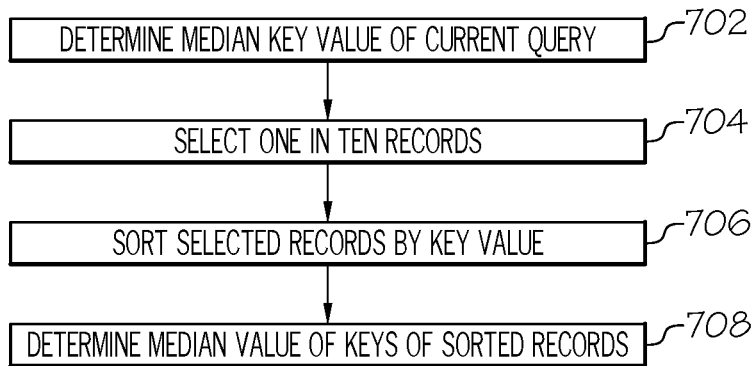 DETERMINE MEDIAN KEY VALUE OF CURRENT QUERY 702
SELECT ONE IN TEN RECORDS 704
SORT SELECTED RECORDS BY KEY VALUE 706
DETERMINE MEDIAN VALUE OF KEYS OF SORTED RECORDS 708